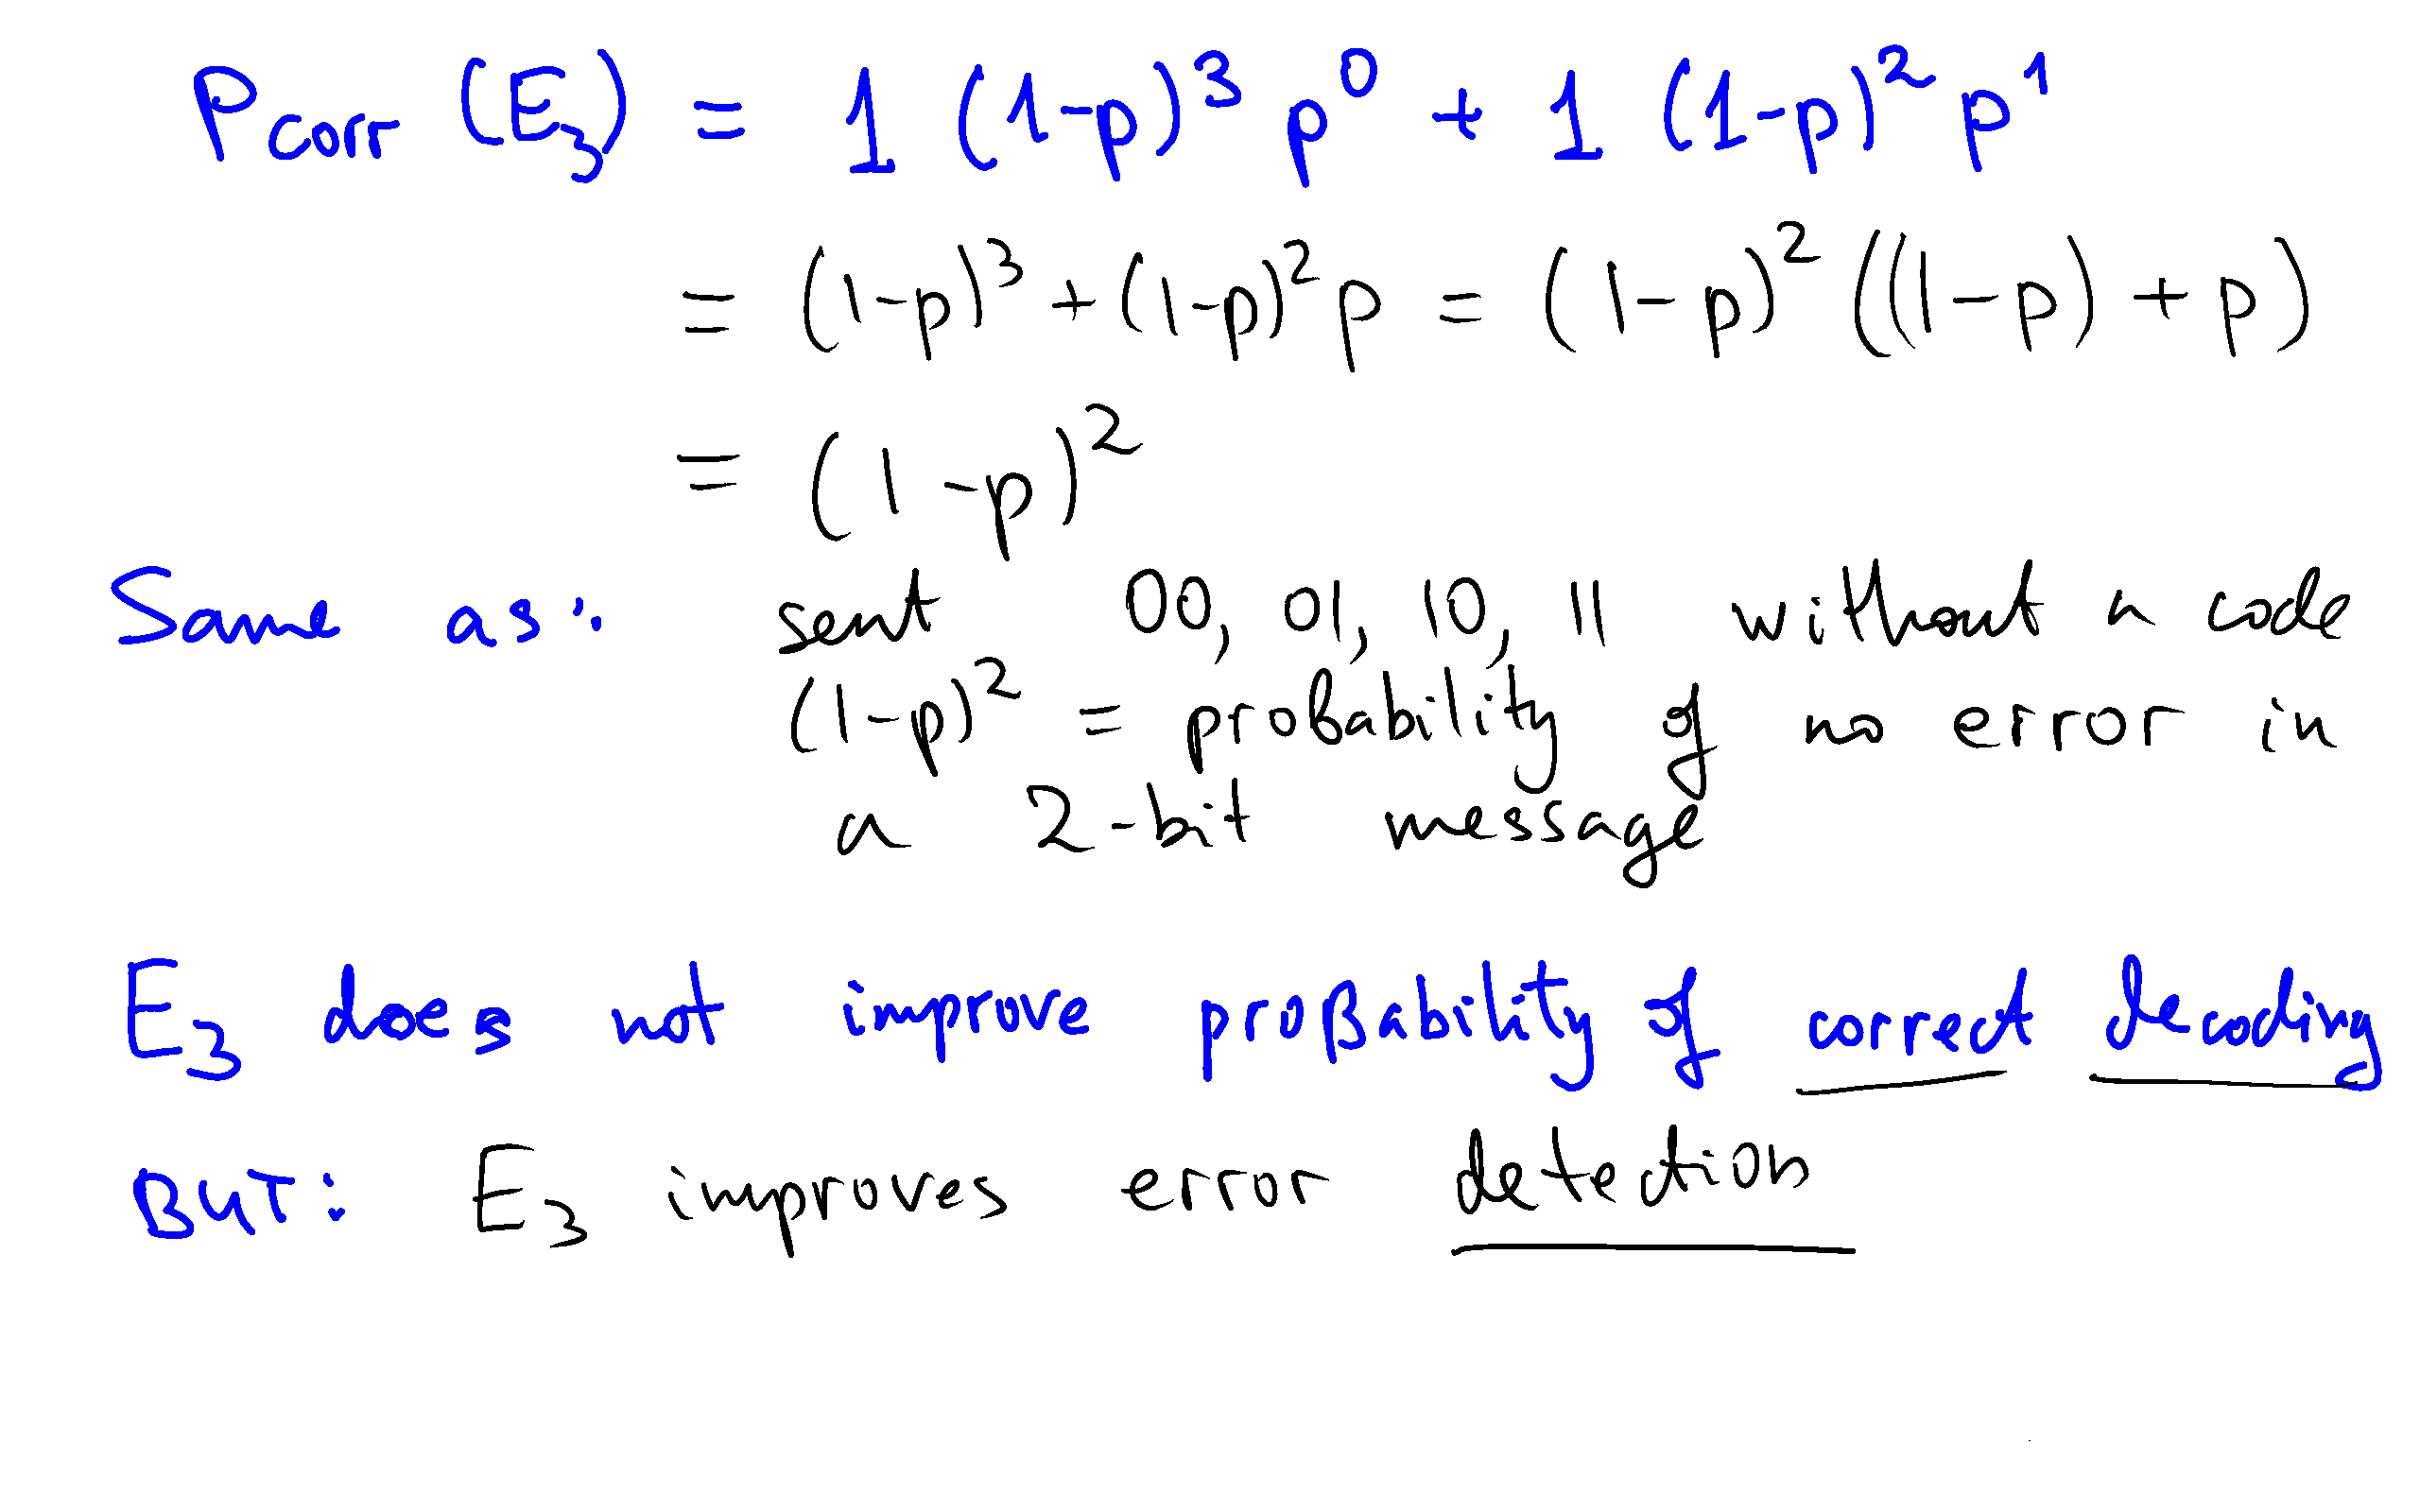 P_corr (E_3) = 1 (1-p)^3 p^0 + 1 (1-p)^2 p^1
= (1-p)^3 + (1-p)^2 p = (1-p)^2 ((1-p) + p)
= (1-p)^2
Same as: sent 00, 01, 10, 11 without a code
(1-p)^2 = probability of no error in
a 2-bit message
E_3 does not improve probability of correct decoding
BUT: E_3 improves error detection